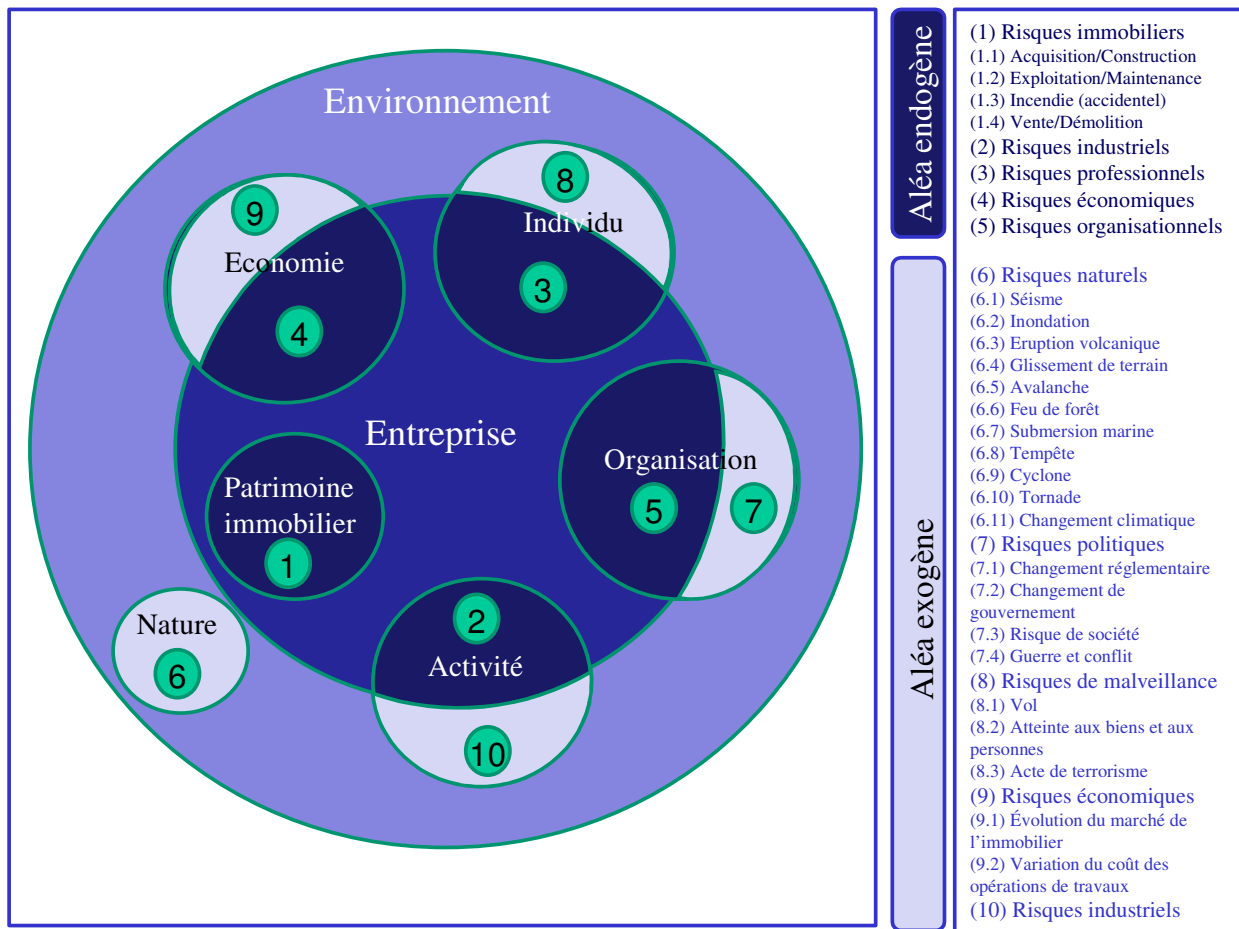 Environnement
8
9
Individu
Economie
3
4
Entreprise
Organisation
Patrimoine
immobilier
5
7
1
Nature
2
Activité
6
10
Aléa endogène
(1) Risques immobiliers
(1.1) Acquisition/Construction
(1.2) Exploitation/Maintenance
(1.3) Incendie (accidentel)
(1.4) Vente/Démolition
(2) Risques industriels
(3) Risques professionnels
(4) Risques économiques
(5) Risques organisationnels
Aléa exogène
(6) Risques naturels
(6.1) Séisme
(6.2) Inondation
(6.3) Eruption volcanique
(6.4) Glissement de terrain
(6.5) Avalanche
(6.6) Feu de forêt
(6.7) Submersion marine
(6.8) Tempête
(6.9) Cyclone
(6.10) Tornade
(6.11) Changement climatique
(7) Risques politiques
(7.1) Changement réglementaire
(7.2) Changement de
gouvernement
(7.3) Risque de société
(7.4) Guerre et conflit
(8) Risques de malveillance
(8.1) Vol
(8.2) Atteinte aux biens et aux
personnes
(8.3) Acte de terrorisme
(9) Risques économiques
(9.1) Évolution du marché de
l’immobilier
(9.2) Variation du coût des
opérations de travaux
(10) Risques industriels